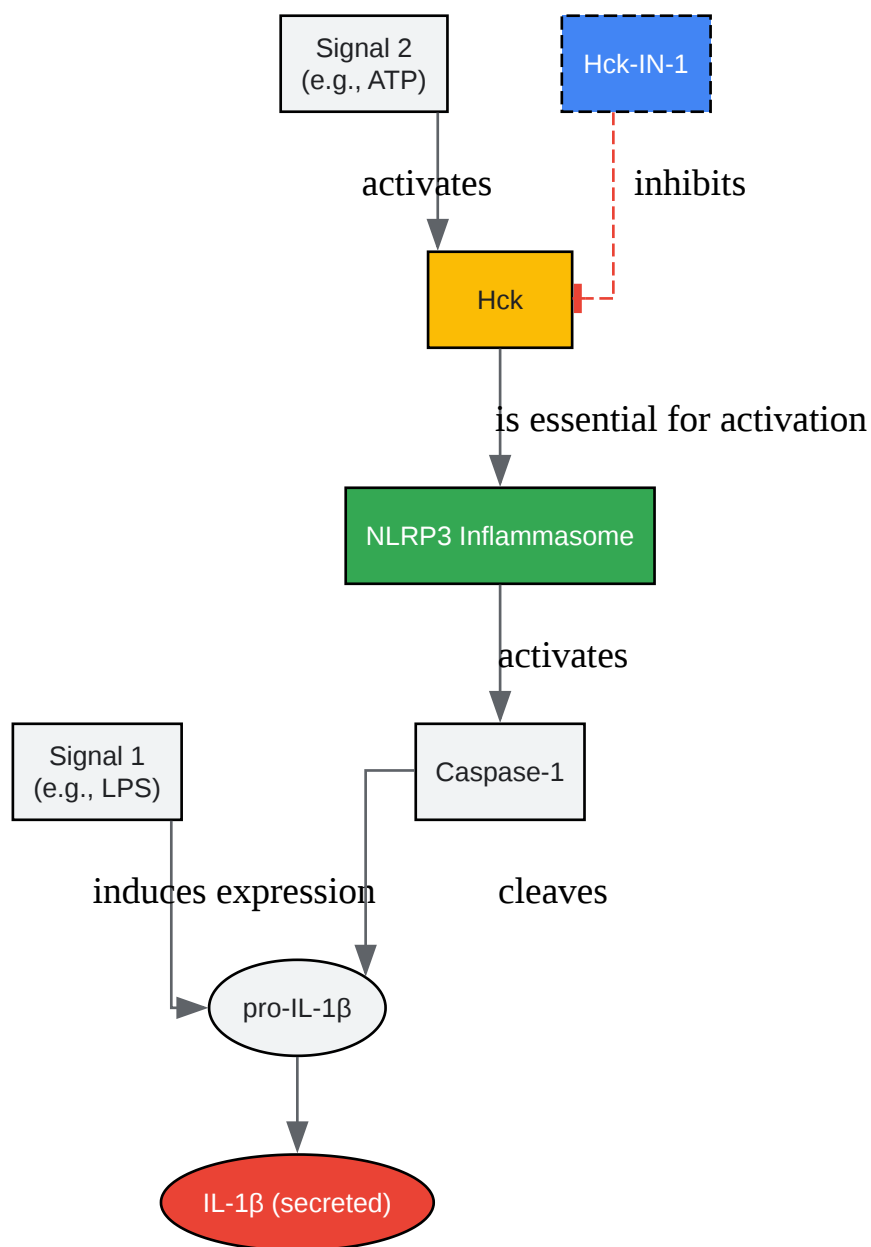 Signal 2
(e.g., ATP)
Hck-IN-1
activates
inhibits
Hck
is essential for activation
NLRP3 Inflammasome
activates
Signal 1
(e.g., LPS)
Caspase-1
induces expression
cleaves
pro-IL-1β
IL-1β (secreted)